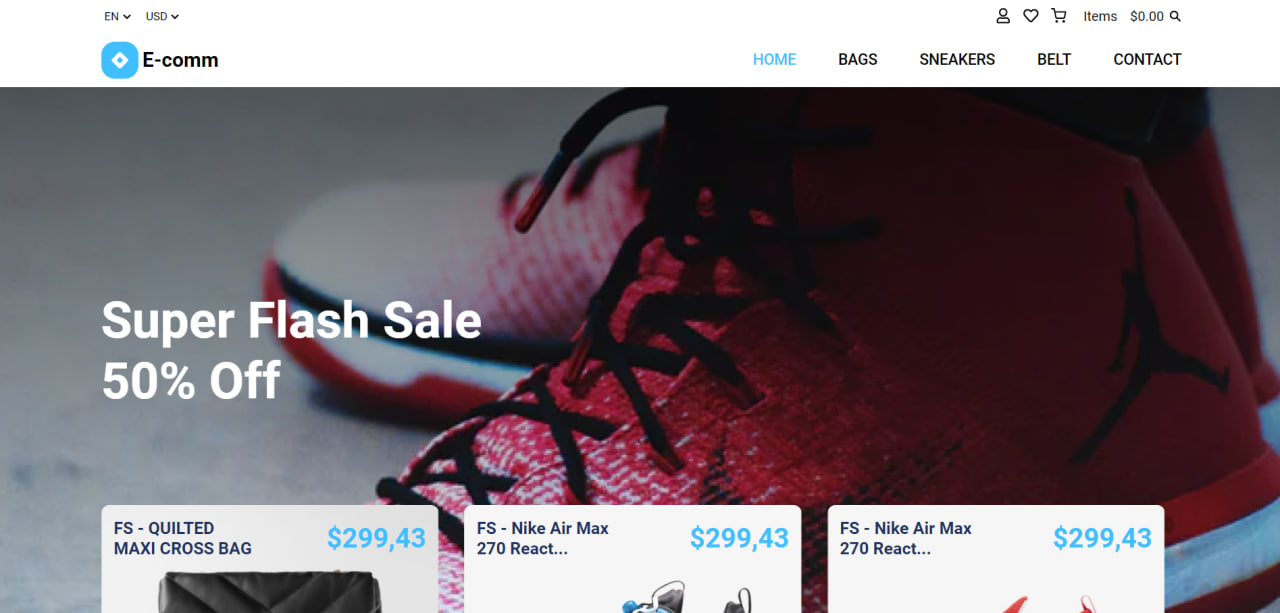 EN USD Items $0.00
E-comm HOME BAGS SNEAKERS BELT CONTACT
Super Flash Sale
50% Off
FS - QUILTED
MAXI CROSS BAG
$299,43
FS - Nike Air Max
270 React...
$299,43
FS - Nike Air Max
270 React...
$299,43